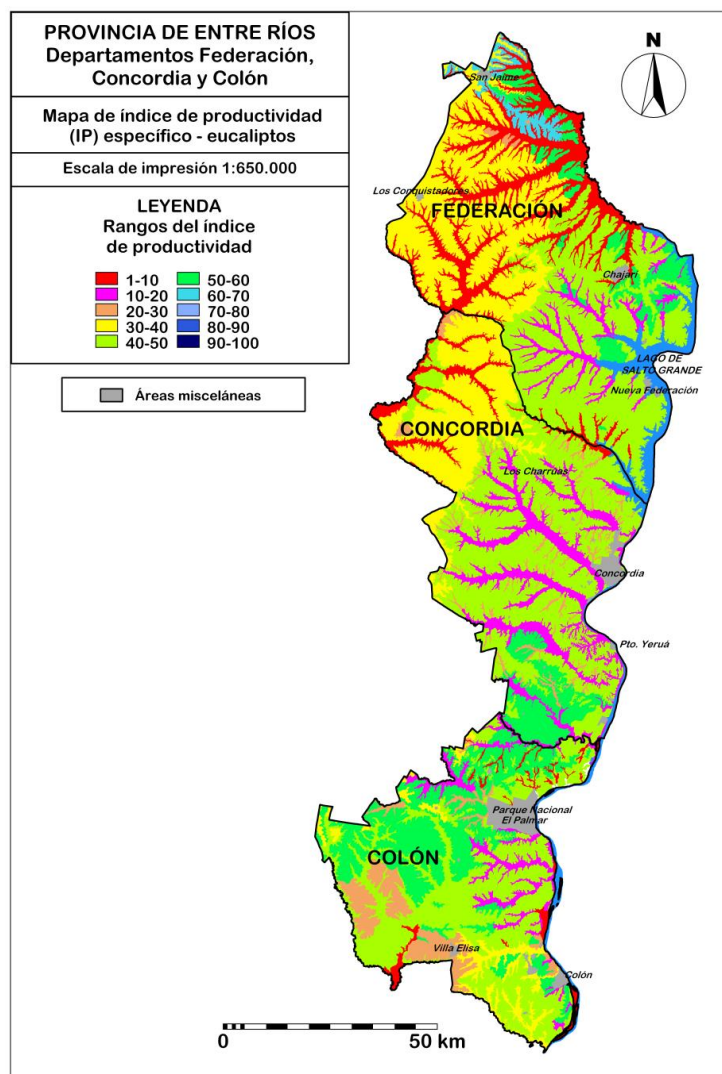 PROVINCIA DE ENTRE RÍOS
Departamentos Federación,
Concordia y Colón
Mapa de índice de productividad
(IP) específico - eucaliptos
Escala de impresión 1:650.000
LEYENDA
Rangos del índice
de productividad
1-10
10-20
20-30
30-40
40-50
50-60
60-70
70-80
80-90
90-100
Áreas misceláneas
N
San Jaime
Los Conquistadores
FEDERACIÓN
Chajarí
LAGO DE
SALTO GRANDE
Nueva Federación
CONCORDIA
Los Charrúas
Concordia
Pto. Yeruá
Parque Nacional
El Palmar
COLÓN
Villa Elisa
Colón
0 50 km